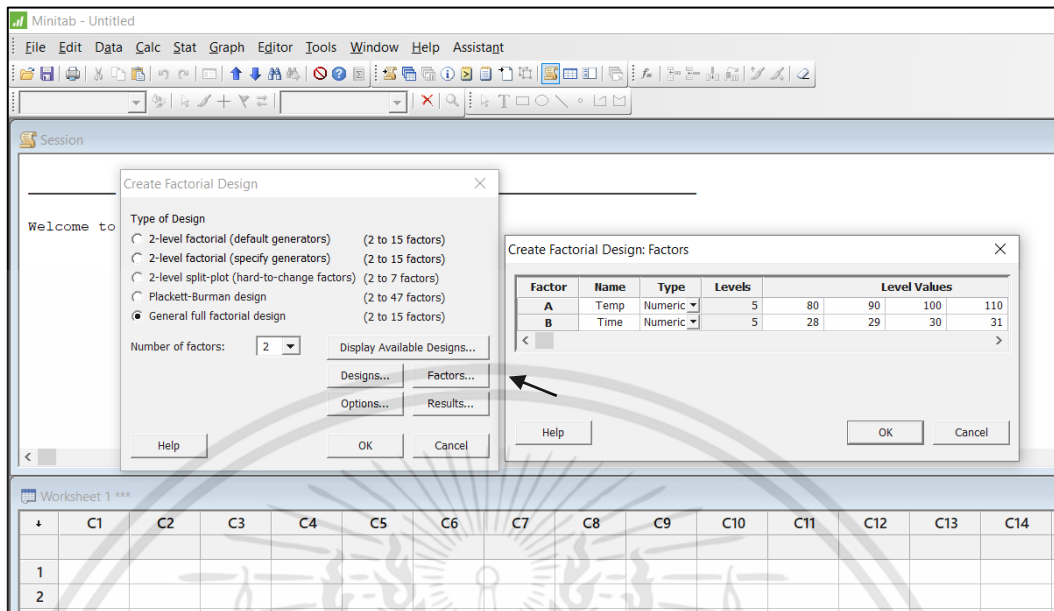 Minitab - Untitled
File Edit Data Calc Stat Graph Editor Tools Window Help Assistant
Session
Welcome to
Create Factorial Design
Type of Design
2-level factorial (default generators) (2 to 15 factors)
2-level factorial (specify generators) (2 to 15 factors)
2-level split-plot (hard-to-change factors) (2 to 7 factors)
Plackett-Burman design (2 to 47 factors)
General full factorial design (2 to 15 factors)
Number of factors: 2 Display Available Designs...
Designs... Factors...
Options... Results...
Help OK Cancel
Create Factorial Design: Factors
Factor Name Type Levels Level Values
A Temp Numeric 5 80 90 100 110
B Time Numeric 5 28 29 30 31
Help OK Cancel
Worksheet 1 ***
C1 C2 C3 C4 C5 C6 C7 C8 C9 C10 C11 C12 C13 C14
1
2